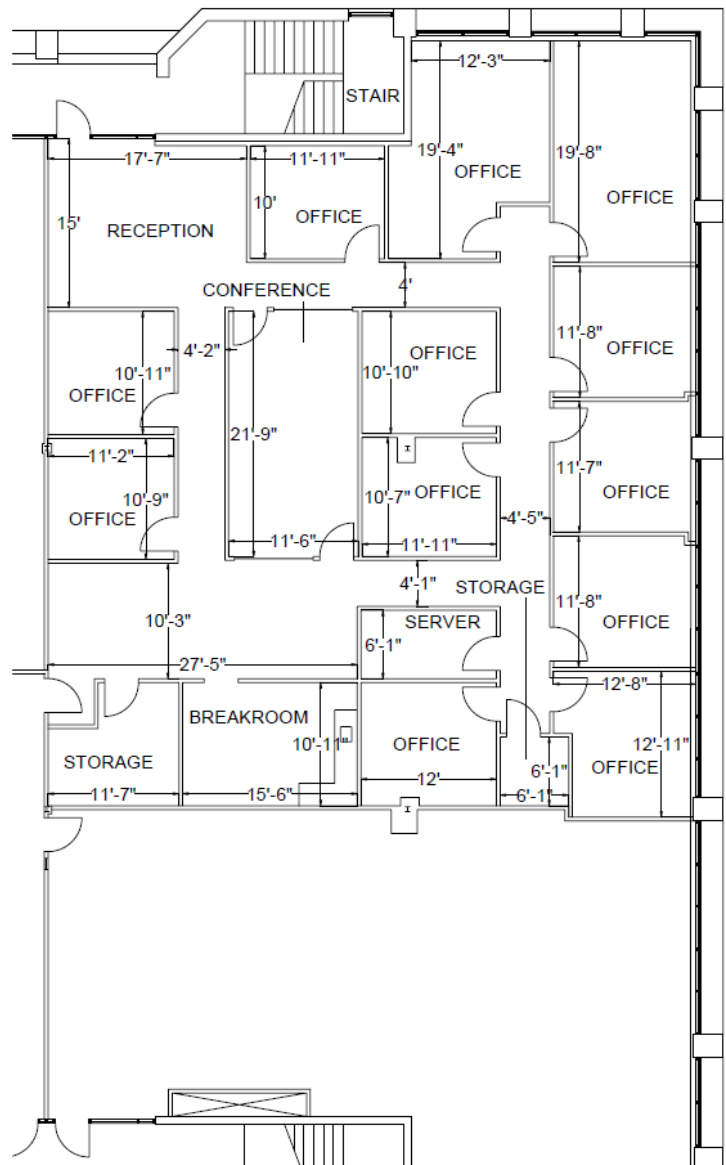 12'-3"
STAIR
17'-7"
11'-11"
19'-4"
19'-8"
OFFICE
10'
OFFICE
OFFICE
15'
RECEPTION
4'
CONFERENCE
11'-8"
OFFICE
4'-2"
OFFICE
10'-11"
10'-10"
OFFICE
21'-9"
11'-2"
11'-7"
10'-9"
10'-7"
OFFICE
OFFICE
OFFICE
4'-5"
11'-6"
11'-11"
4'-1"
STORAGE
11'-8"
10'-3"
SERVER
OFFICE
6'-1"
27'-5"
12'-8"
BREAKROOM
10'-11"
OFFICE
12'-11"
STORAGE
6'-1"
OFFICE
11'-7"
15'-6"
12'
6'-1"